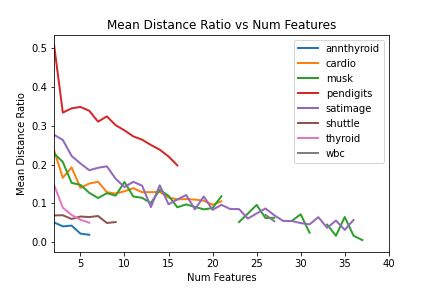 Mean Distance Ratio vs Num Features
Mean Distance Ratio
0.5
0.4
0.3
0.2
0.1
0.0
annthyroid
cardio
musk
pendigits
satimage
shuttle
thyroid
wbc
5 10 15 20 25 30 35 40
Num Features